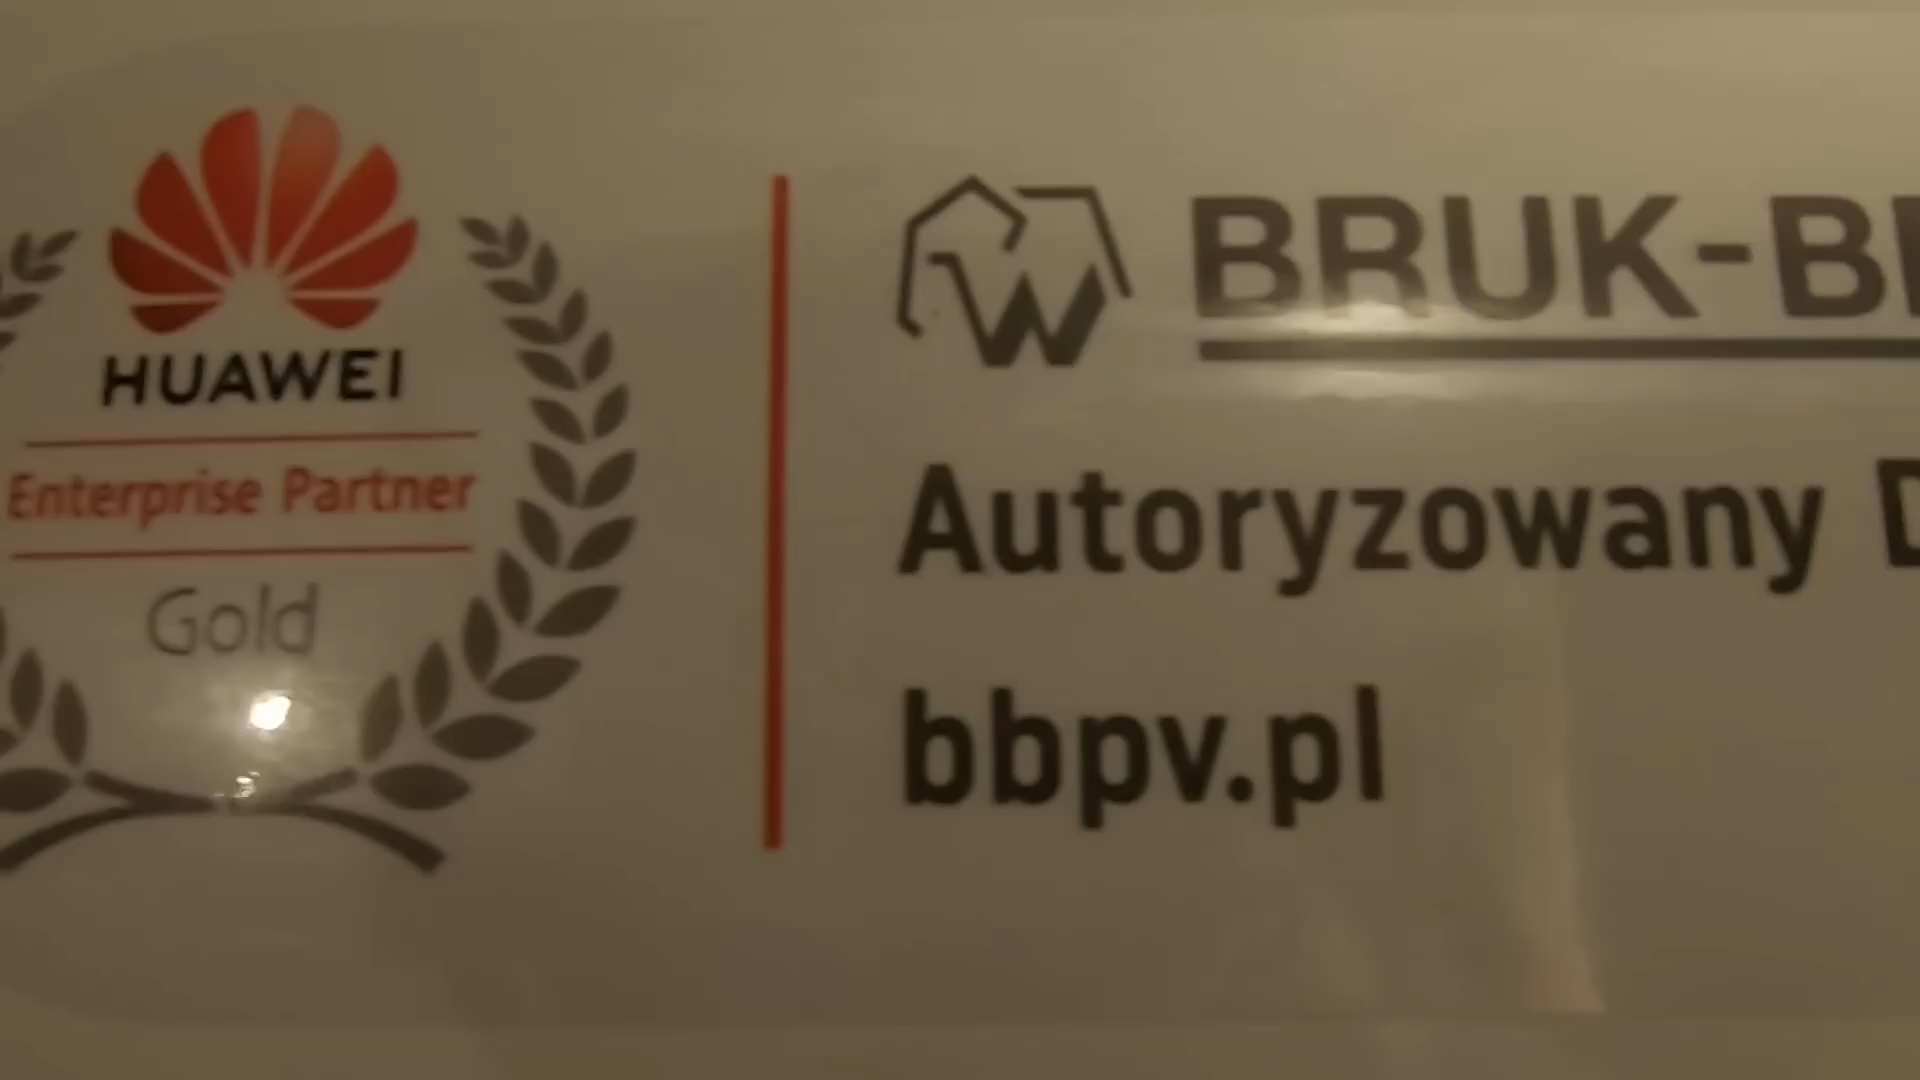 HUAWEI
Enterprise Partner
Gold
BRUK-B
Autoryzowany
bbpv.pl